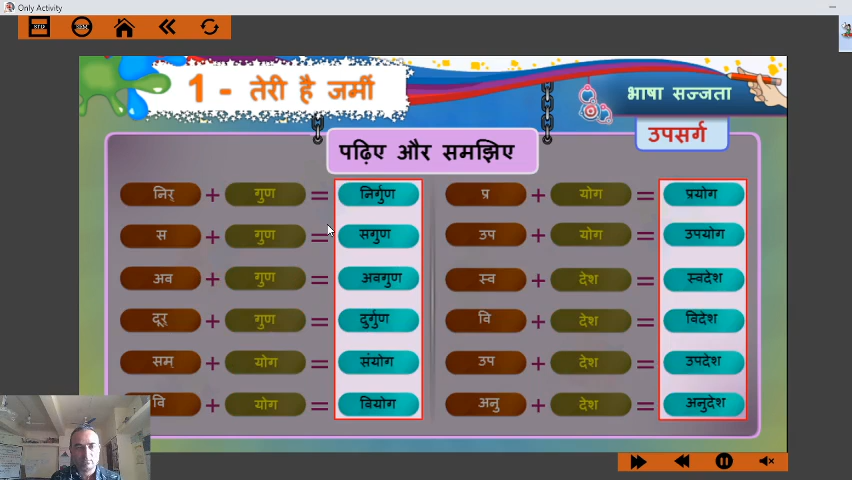 Only Activity
1 - तेरी है जमीं
भाषा सज्जता
उपसर्ग
पढ़िए और समझिए
निर् + गुण = निर्गुण
स + गुण = सगुण
अव + गुण = अवगुण
दूर् + गुण = दुर्गुण
सम् + योग = संयोग
वि + योग = वियोग
प्र + योग = प्रयोग
उप + योग = उपयोग
स्व + देश = स्वदेश
वि + देश = विदेश
उप + देश = उपदेश
अनु + देश = अनुदेश